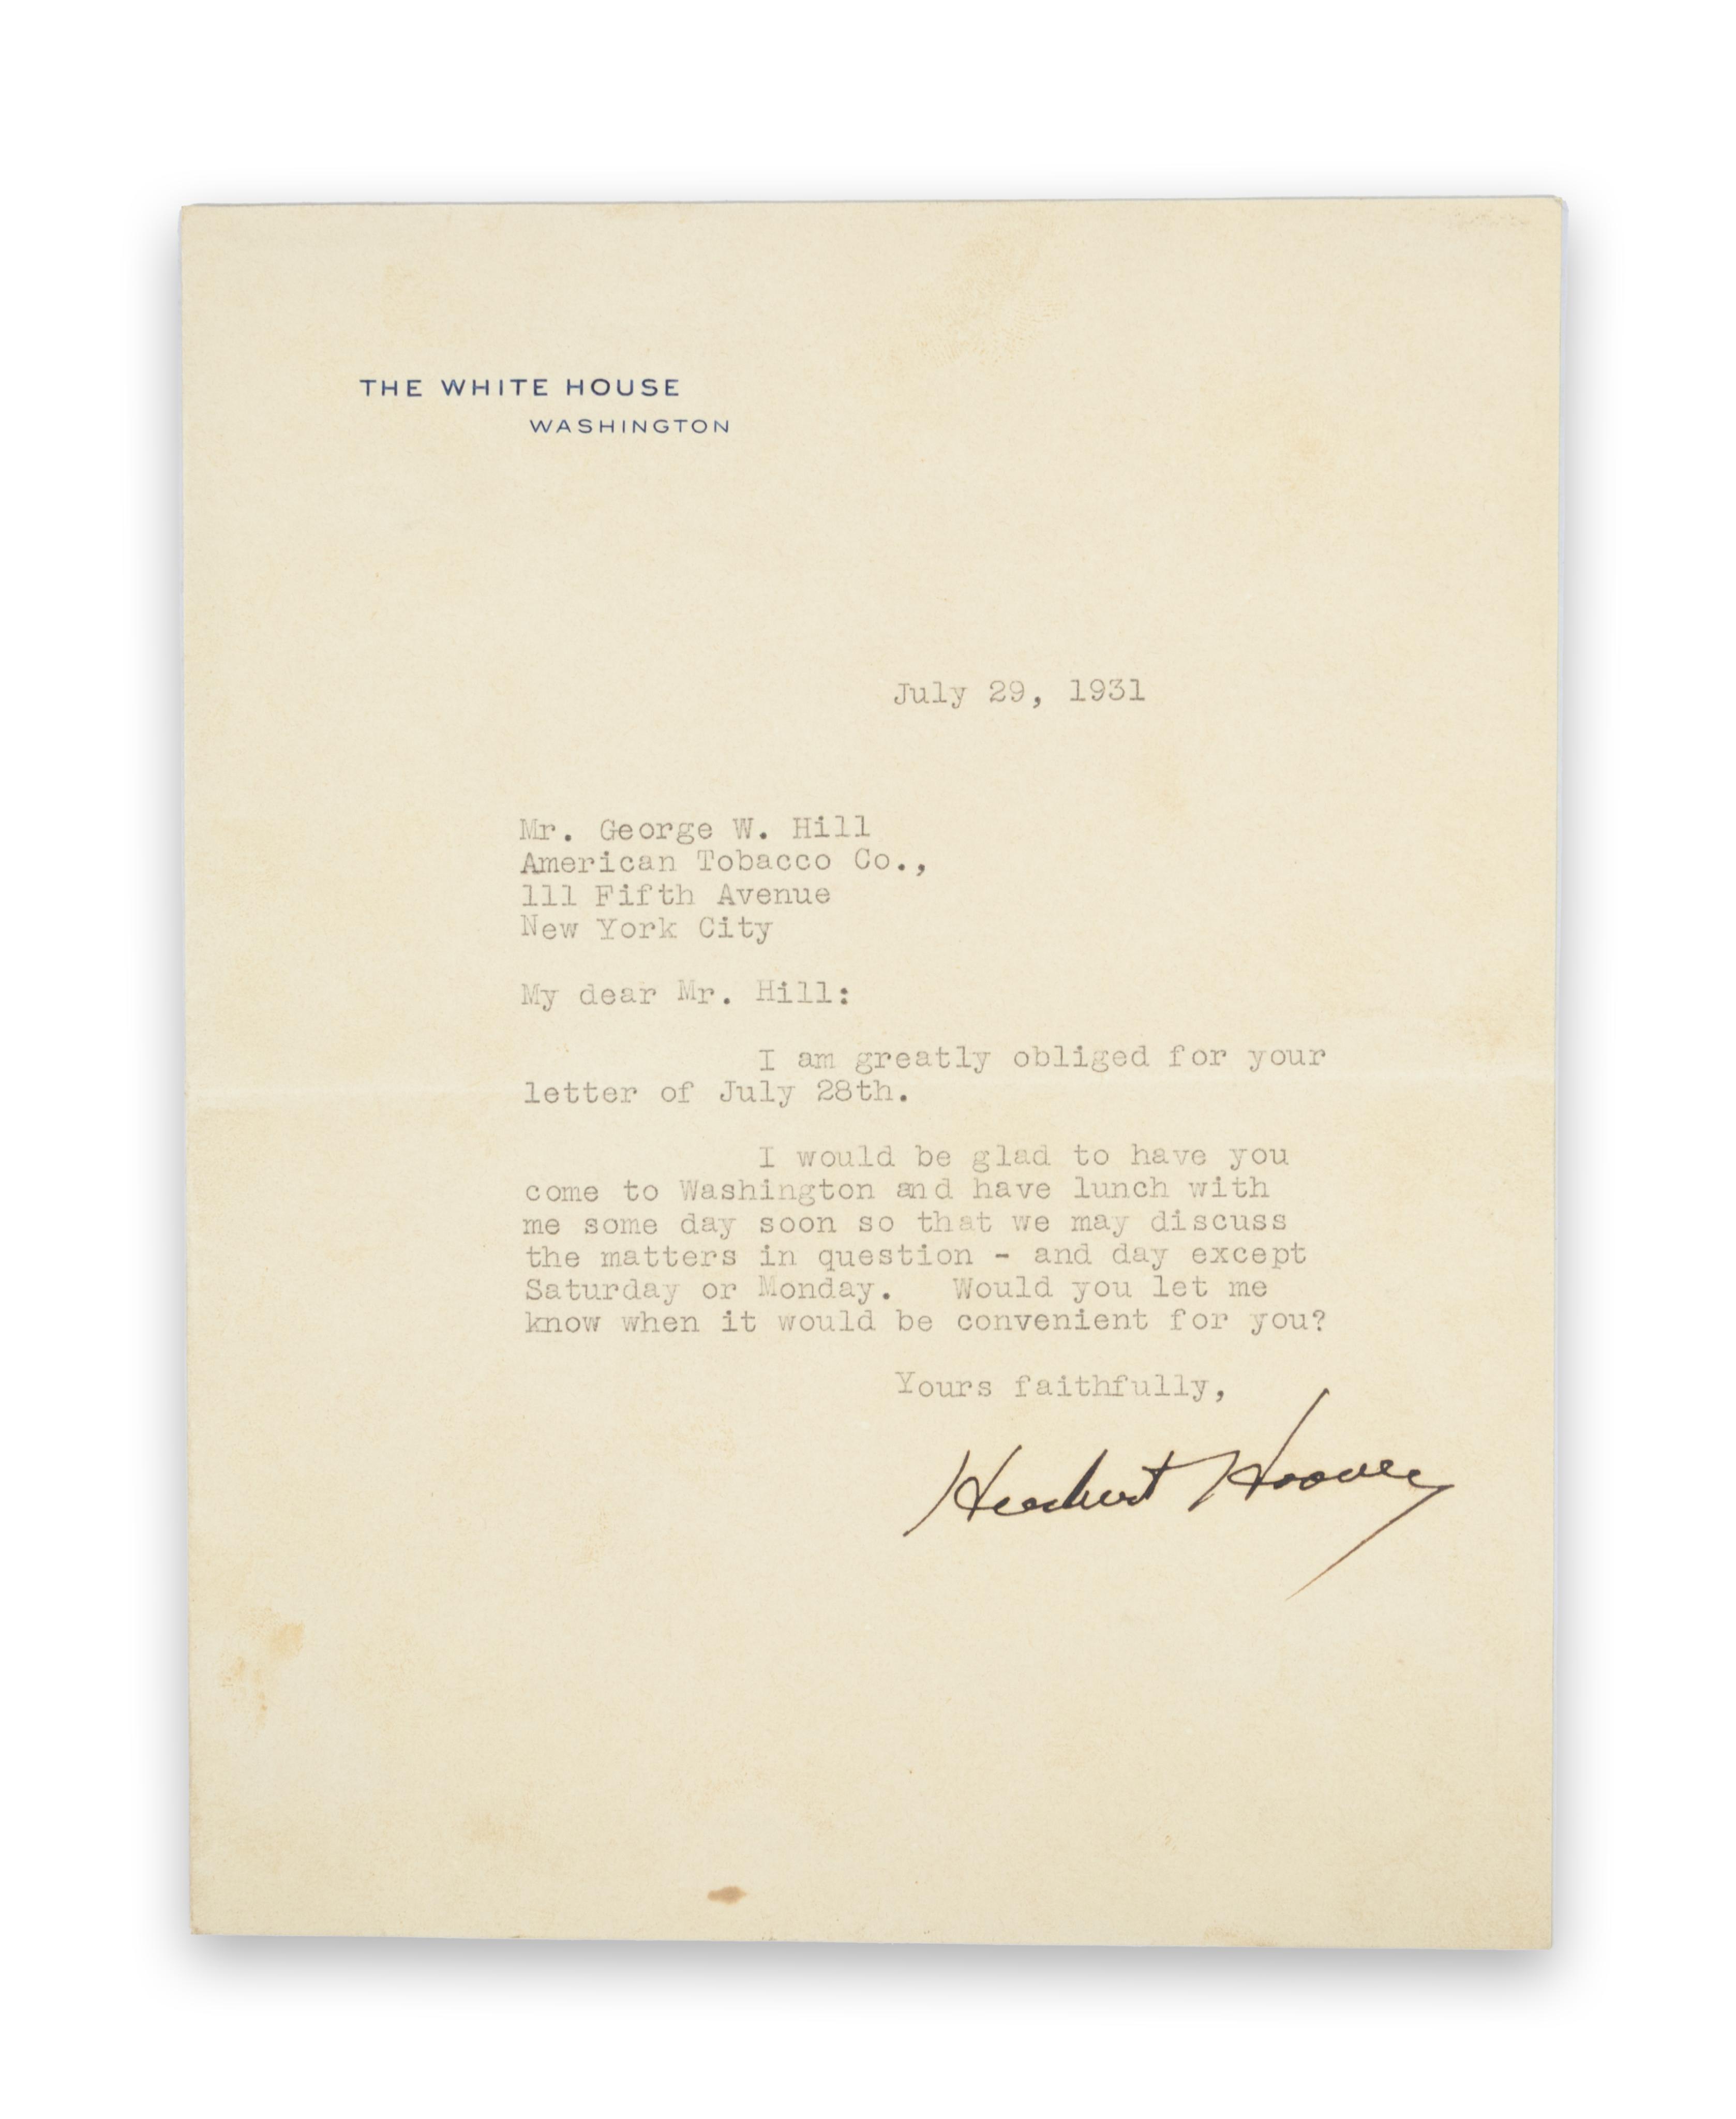 THE WHITE HOUSE
WASHINGTON
July 29, 1931
Mr. George W. Hill
American Tobacco Co.,
111 Fifth Avenue
New York City
My dear Mr. Hill:
I am greatly obliged for your
letter of July 28th.
I would be glad to have you
come to Washington and have lunch with
me some day soon so that we may discuss
the matters in question - and day except
Saturday or Monday. Would you let me
know when it would be convenient for you?
Yours faithfully,
Herbert Hoover